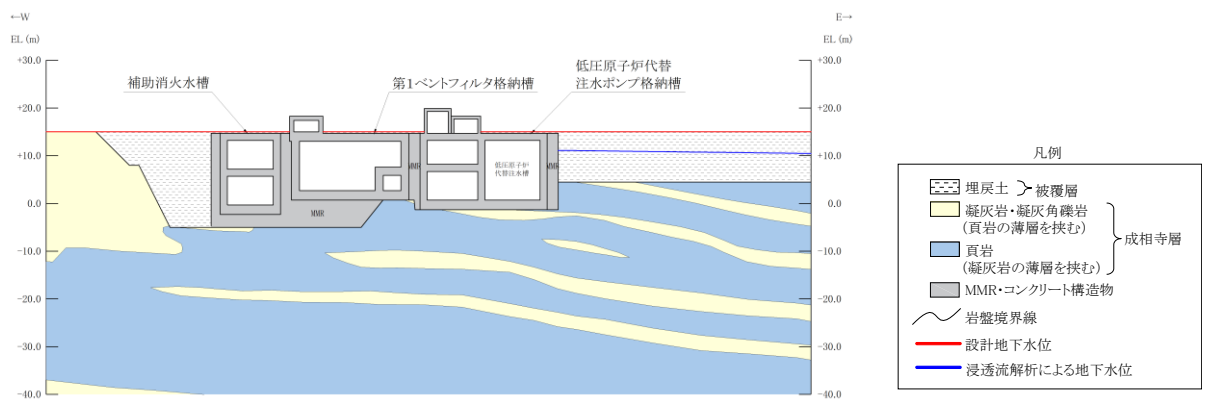 ←W
E→
EL (m)
EL (m)
+30.0
+30.0
低圧原子炉代替
注水ポンプ格納槽
補助消火水槽
第1ベントフィルタ格納槽
+20.0
+20.0
+10.0
+10.0
MMR
MMR
低圧原子炉
代替注水槽
0.0
0.0
MMR
-10.0
-10.0
-20.0
-20.0
-30.0
-30.0
-40.0
-40.0
凡例
埋戻土
被覆層
凝灰岩・凝灰角礫岩
(頁岩の薄層を挟む)
成相寺層
頁岩
(凝灰岩の薄層を挟む)
MMR・コンクリート構造物
岩盤境界線
設計地下水位
浸透流解析による地下水位